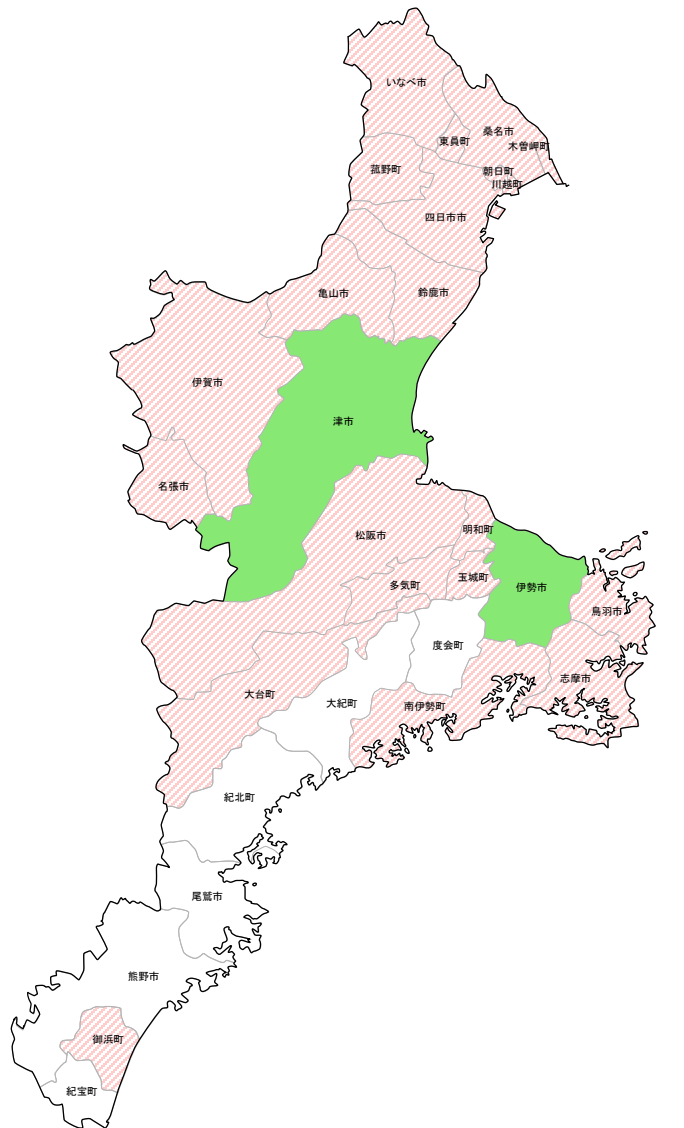 いなべ市
東員町
桑名市
木曽岬町
菰野町
朝日町
川越町
四日市市
亀山市
鈴鹿市
伊賀市
津市
名張市
松阪市
明和町
多気町
玉城町
伊勢市
鳥羽市
度会町
志摩市
大台町
大紀町
南伊勢町
紀北町
尾鷲市
熊野市
御浜町
紀宝町